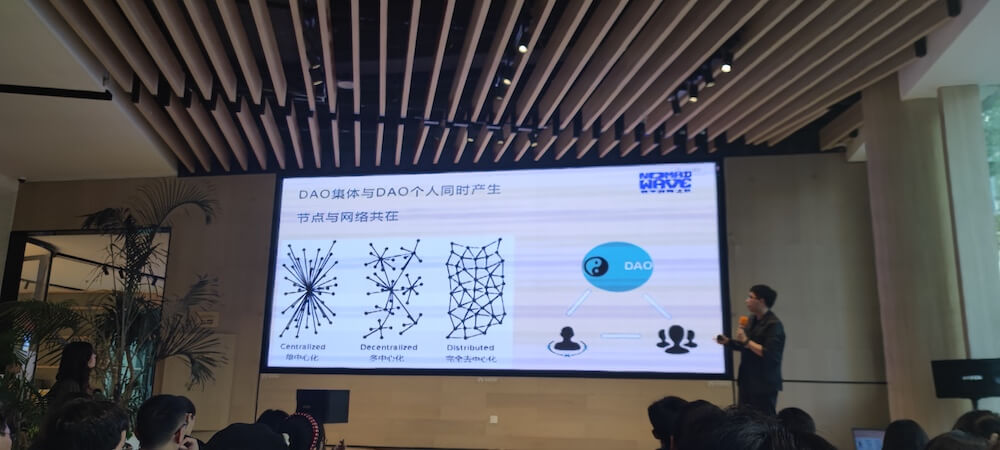 DAO集体与DAO个人同时产生
节点与网络共在
WAVE
Centralized
Decentralized
Distributed
单中心化
多中心化
完全去中心化
DAO